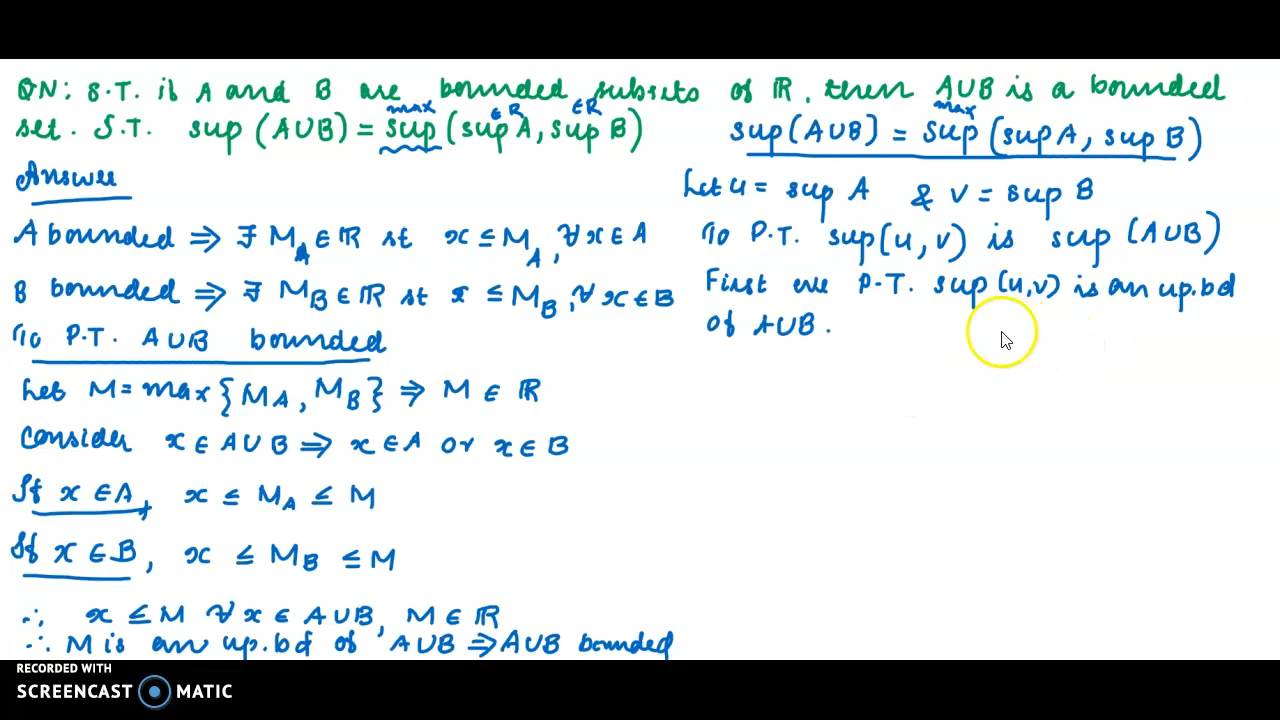 QN: S.T. if A and B are bounded subsets of ℝ, then A∪B is a bounded
set. S.T. sup (A∪B) = sup (sup A, sup B)
max ∈R ∈R
Answer
A bounded ⇒ ∃ M_A ∈ ℝ st x ≤ M_A, ∀ x ∈ A
B bounded ⇒ ∃ M_B ∈ ℝ st x ≤ M_B, ∀ x ∈ B
To P.T. A∪B bounded
Let M = max {M_A, M_B} ⇒ M ∈ ℝ
Consider x ∈ A∪B ⇒ x ∈ A or x ∈ B
If x ∈ A, x ≤ M_A ≤ M
If x ∈ B, x ≤ M_B ≤ M
∴ x ≤ M ∀ x ∈ A∪B, M ∈ ℝ
∴ M is an up.bd of A∪B ⇒ A∪B bounded
max
sup (A∪B) = sup (sup A, sup B)
Let u = sup A & v = sup B
To P.T. sup (u, v) is sup (A∪B)
First we P.T. sup (u, v) is an up.bd
of A∪B.
RECORDED WITH
SCREENCAST MATIC